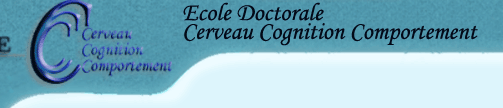 E
Cerveau
Cognition
Comportement
Ecole Doctorale
Cerveau Cognition Comportement